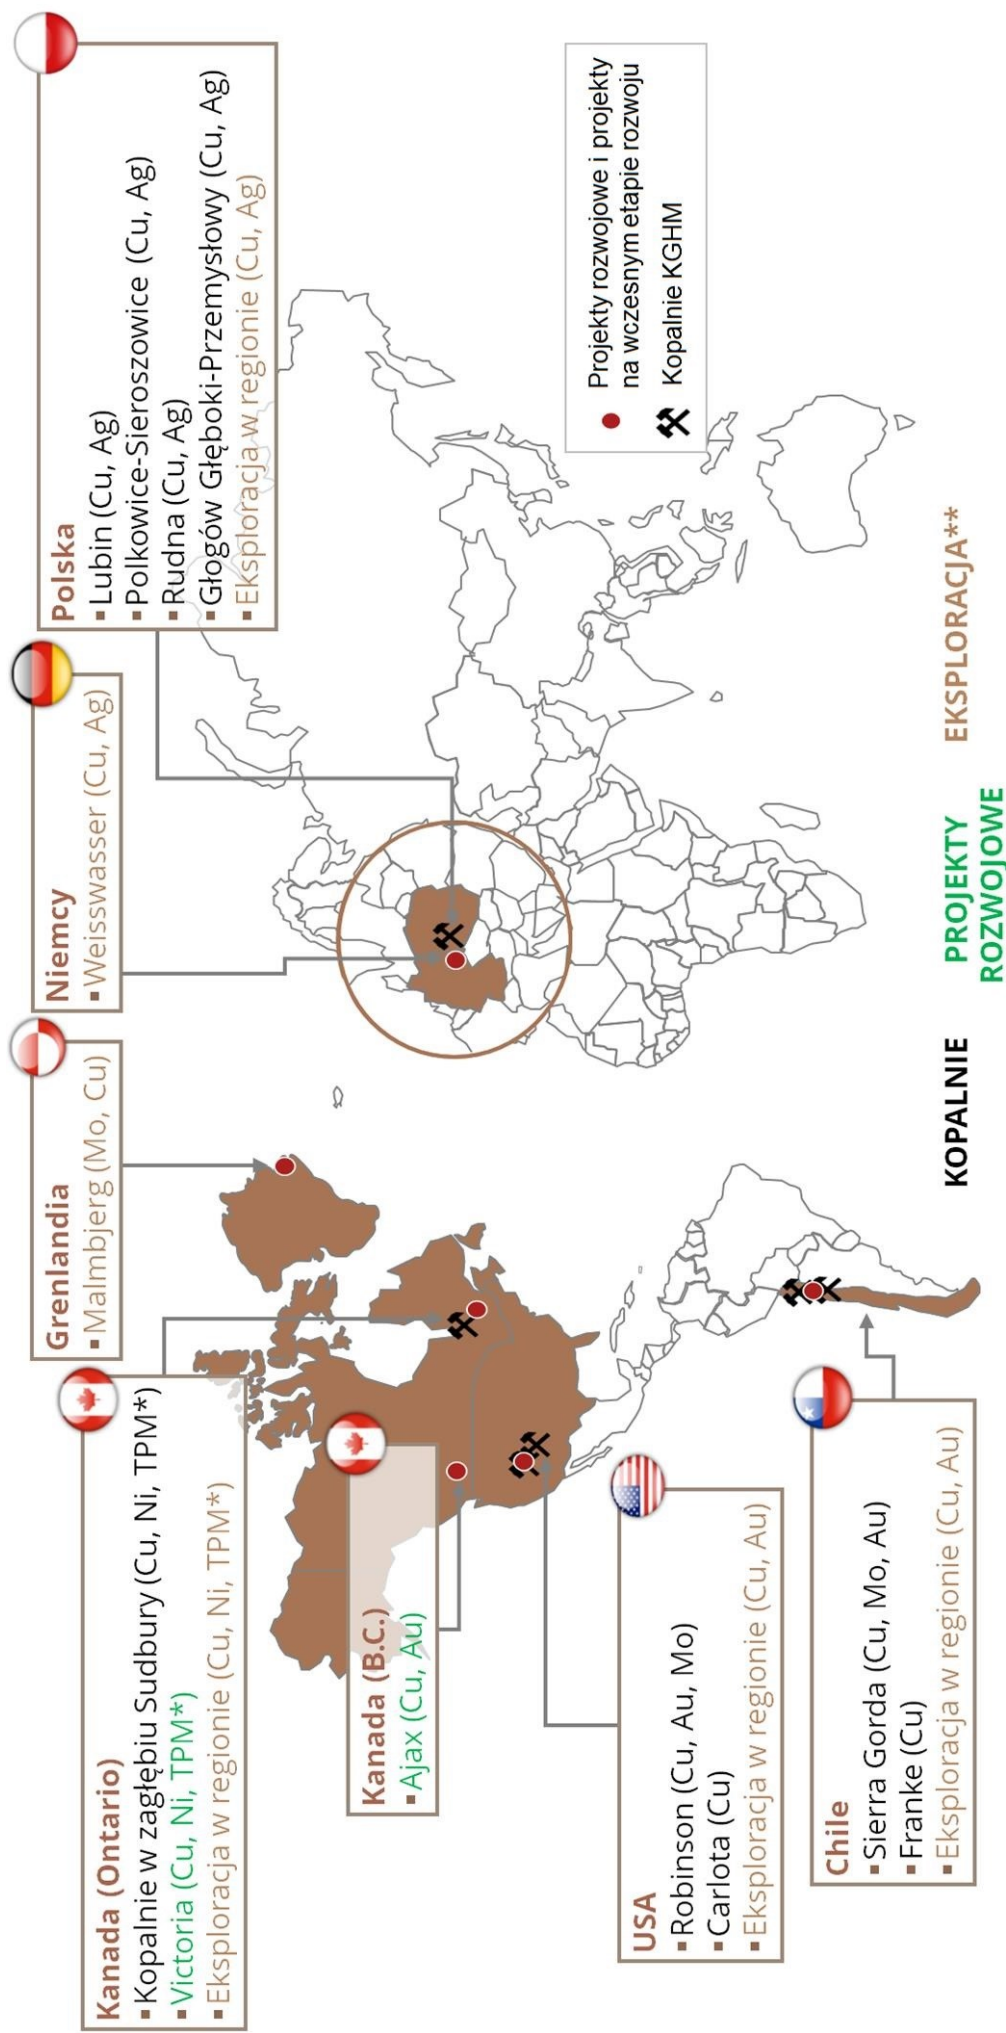 Kanada (Ontario)
▪ Kopalnie w zagłębiu Sudbury (Cu, Ni, TPM*)
▪ Victoria (Cu, Ni, TPM*)
▪ Eksploracja w regionie (Cu, Ni, TPM*)
Grenlandia
▪ Malmbjerg (Mo, Cu)
Niemcy
▪ Weisswasser (Cu, Ag)
Polska
▪ Lubin (Cu, Ag)
▪ Polkowice-Sieroszowice (Cu, Ag)
▪ Rudna (Cu, Ag)
▪ Głogów Głęboki-Przemysłowy (Cu, Ag)
▪ Eksploracja w regionie (Cu, Ag)
Kanada (B.C.)
▪ Ajax (Cu, Au)
USA
▪ Robinson (Cu, Au, Mo)
▪ Carlota (Cu)
▪ Eksploracja w regionie (Cu, Au)
Chile
▪ Sierra Gorda (Cu, Mo, Au)
▪ Franke (Cu)
▪ Eksploracja w regionie (Cu, Au)
Projekty rozwojowe i projekty
na wczesnym etapie rozwoju
Kopalnie KGHM
KOPALNIE
PROJEKTY
ROZWOJOWE
EKSPLORACJA**